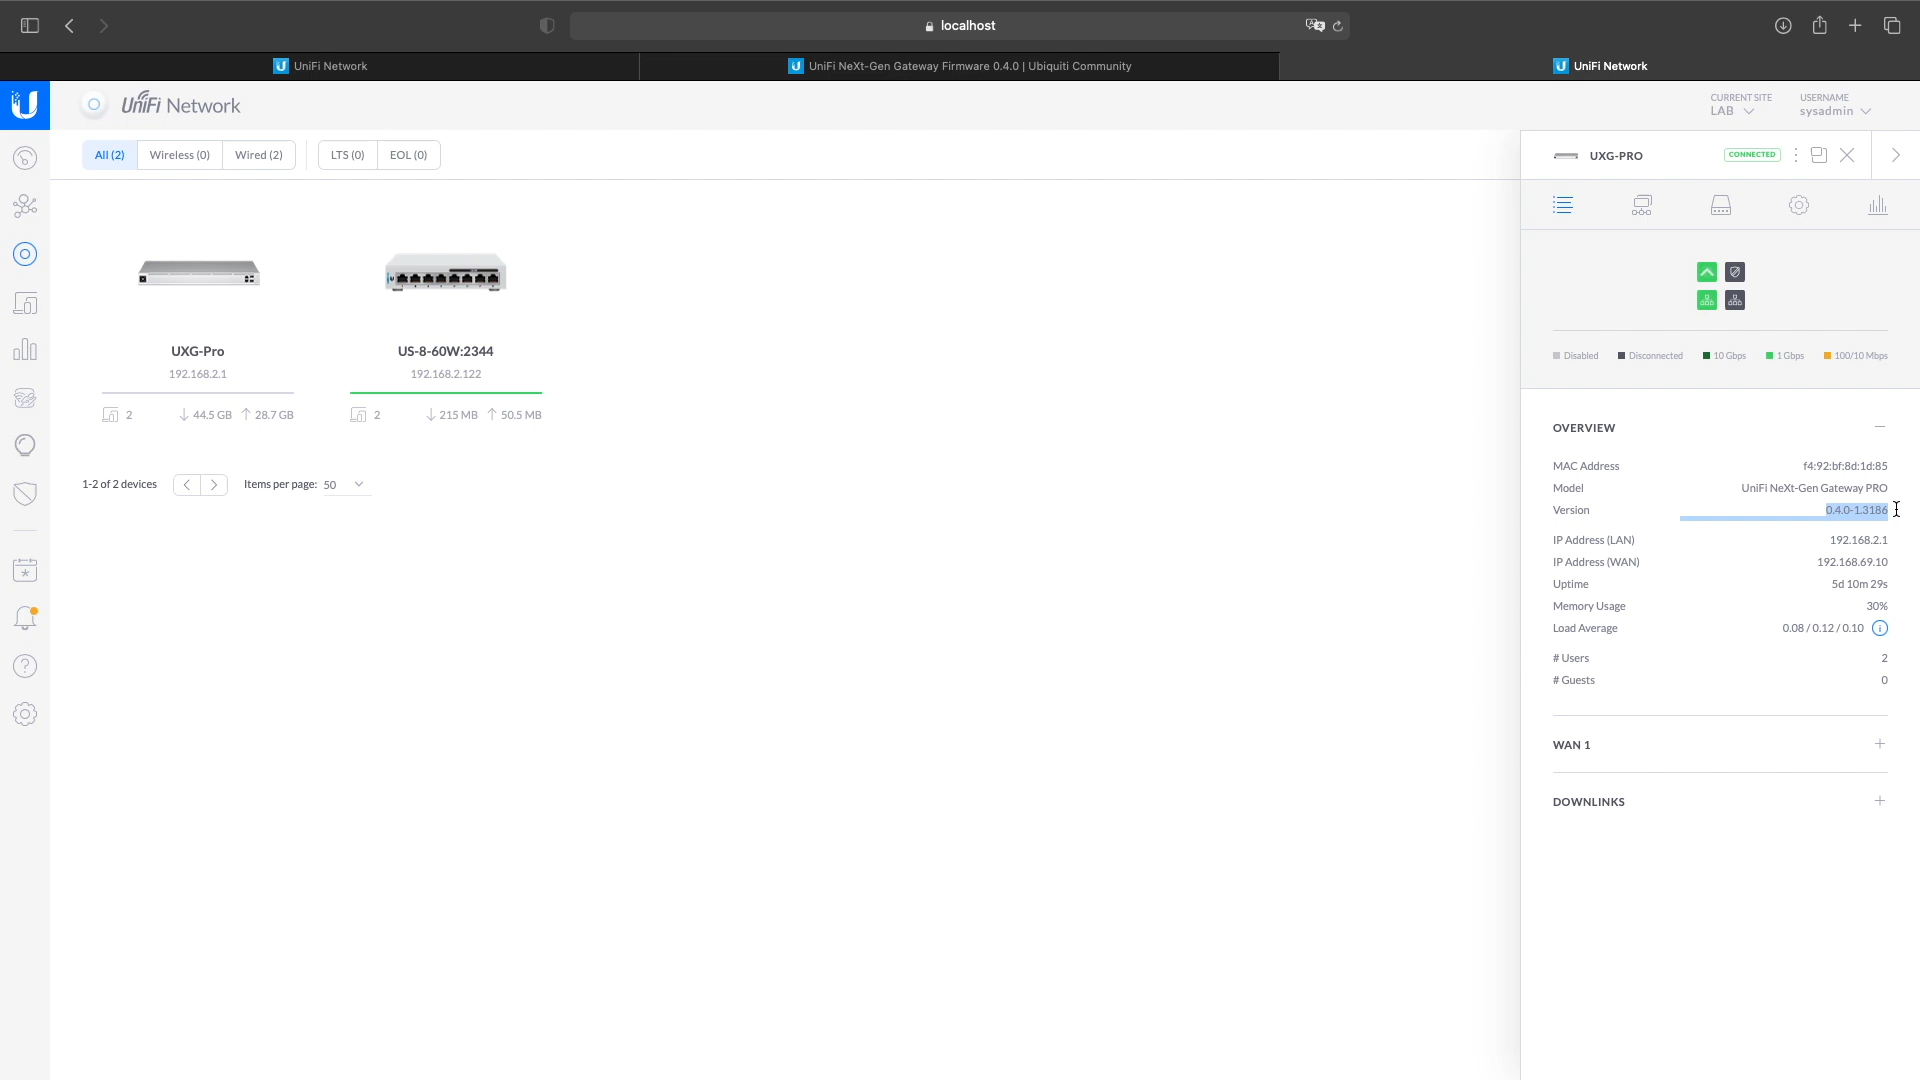 localhost
UniFi Network
UniFi NeXt-Gen Gateway Firmware 0.4.0 | Ubiquiti Community
UniFi Network
UniFi Network
CURRENT SITE
LAB
USERNAME
sysadmin
All (2)
Wireless (0)
Wired (2)
LTS (0)
EOL (0)
UXG-PRO
CONNECTED
UXG-Pro
192.168.2.1
2
44.5 GB
28.7 GB
US-8-60W:2344
192.168.2.122
2
215 MB
50.5 MB
1-2 of 2 devices
Items per page: 50
Disabled
Disconnected
10 Gbps
1 Gbps
100/10 Mbps
OVERVIEW
MAC Address f4:92:bf:8d:1d:85
Model UniFi NeXt-Gen Gateway PRO
Version 0.4.0-1.3186
IP Address (LAN) 192.168.2.1
IP Address (WAN) 192.168.69.10
Uptime 5d 10m 29s
Memory Usage 30%
Load Average 0.08 / 0.12 / 0.10
# Users 2
# Guests 0
WAN 1
DOWNLINKS